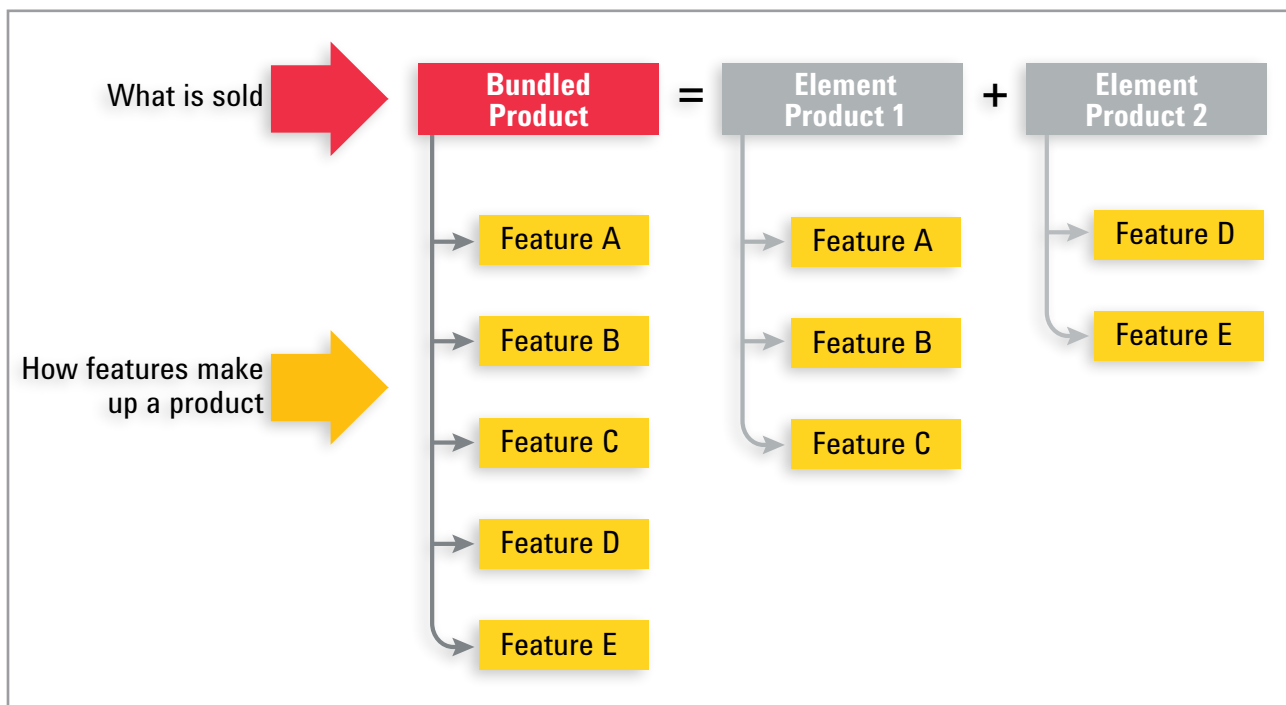 What is sold
Bundled
Product
=
Element
Product 1
+
Element
Product 2
How features make
up a product
Feature A
Feature B
Feature C
Feature D
Feature E
Feature A
Feature B
Feature C
Feature D
Feature E